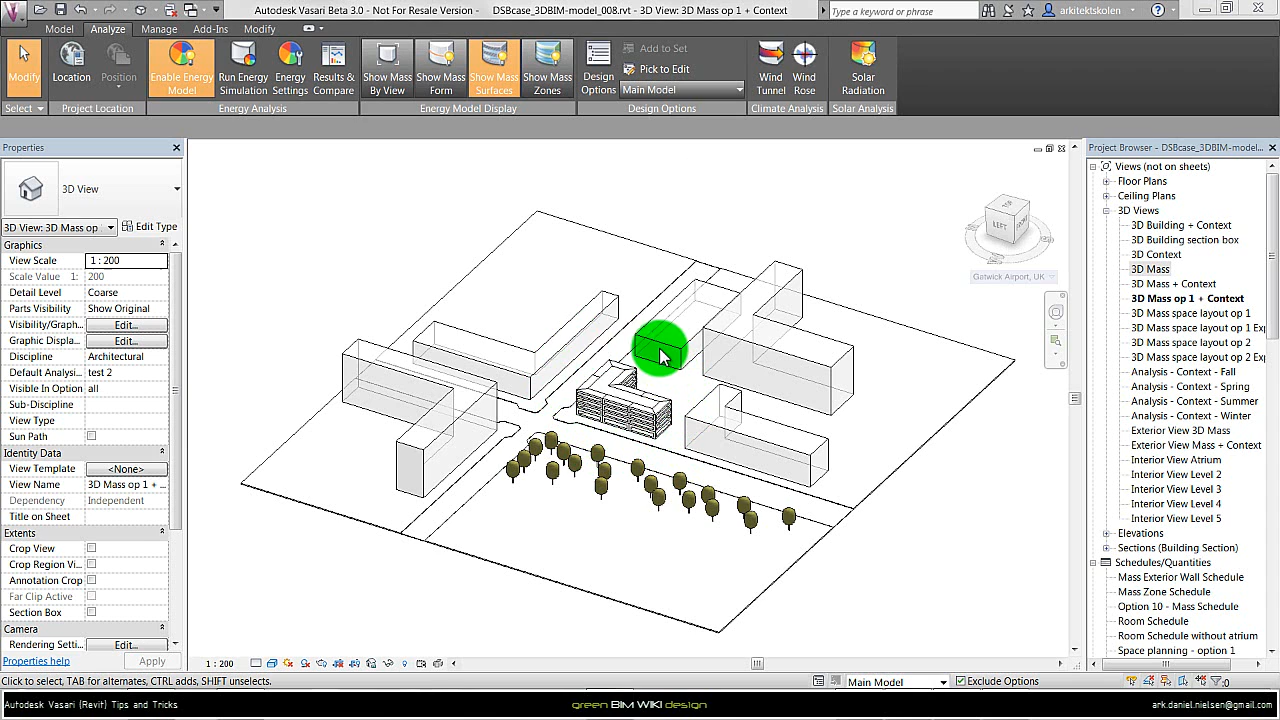 Autodesk Vasari Beta 3.0 - Not For Resale Version - DSBcase_3DBIM-model_008.rvt - 3D View: 3D Mass op 1 + Context
Type a keyword or phrase
arkitektskolen
Model Analyze Manage Add-Ins Modify
Modify
Location
Position
Enable Energy Model
Run Energy Simulation
Energy Settings
Results & Compare
Show Mass By View
Show Mass Form
Show Mass Surfaces
Show Mass Zones
Design Options
Add to Set
Pick to Edit
Main Model
Wind Tunnel
Wind Rose
Solar Radiation
Select
Project Location
Energy Analysis
Energy Model Display
Design Options
Climate Analysis
Solar Analysis
Properties
3D View
3D View: 3D Mass op
Edit Type
Graphics
View Scale 1 : 200
Scale Value 1: 200
Detail Level Coarse
Parts Visibility Show Original
Visibility/Graph... Edit...
Graphic Displa... Edit...
Discipline Architectural
Default Analysi... test 2
Visible In Option all
Sub-Discipline
View Type
Sun Path
Identity Data
View Template <None>
View Name 3D Mass op 1 + ...
Dependency Independent
Title on Sheet
Extents
Crop View
Crop Region Vi...
Annotation Crop
Far Clip Active
Section Box
Camera
Rendering Setti... Edit...
Properties help
Apply
TOP
LEFT
FRONT
Gatwick Airport, UK
Project Browser - DSBcase_3DBIM-model...
Views (not on sheets)
Floor Plans
Ceiling Plans
3D Views
3D Building + Context
3D Building section box
3D Context
3D Mass
3D Mass + Context
3D Mass op 1 + Context
3D Mass space layout op 1
3D Mass space layout op 1 Ex
3D Mass space layout op 2
3D Mass space layout op 2 Ex
Analysis - Context - Fall
Analysis - Context - Spring
Analysis - Context - Summer
Analysis - Context - Winter
Exterior View 3D Mass
Exterior View Mass + Context
Interior View Atrium
Interior View Level 2
Interior View Level 3
Interior View Level 4
Interior View Level 5
Elevations
Sections (Building Section)
Schedules/Quantities
Mass Exterior Wall Schedule
Mass Zone Schedule
Option 10 - Mass Schedule
Room Schedule
Room Schedule without atrium
Space planning - option 1
1 : 200
Click to select, TAB for alternates, CTRL adds, SHIFT unselects.
Main Model
Exclude Options
:0
Autodesk Vasari (Revit) Tips and Tricks
green BIM WIKI design
ark.daniel.nielsen@gmail.com